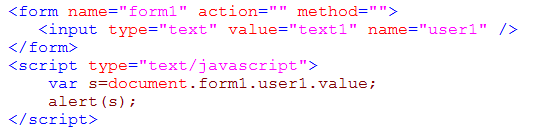 <form name="form1" action="" method="">
<input type="text" value="text1" name="user1" />
</form>
<script type="text/javascript">
var s=document.form1.user1.value;
alert(s);
</script>